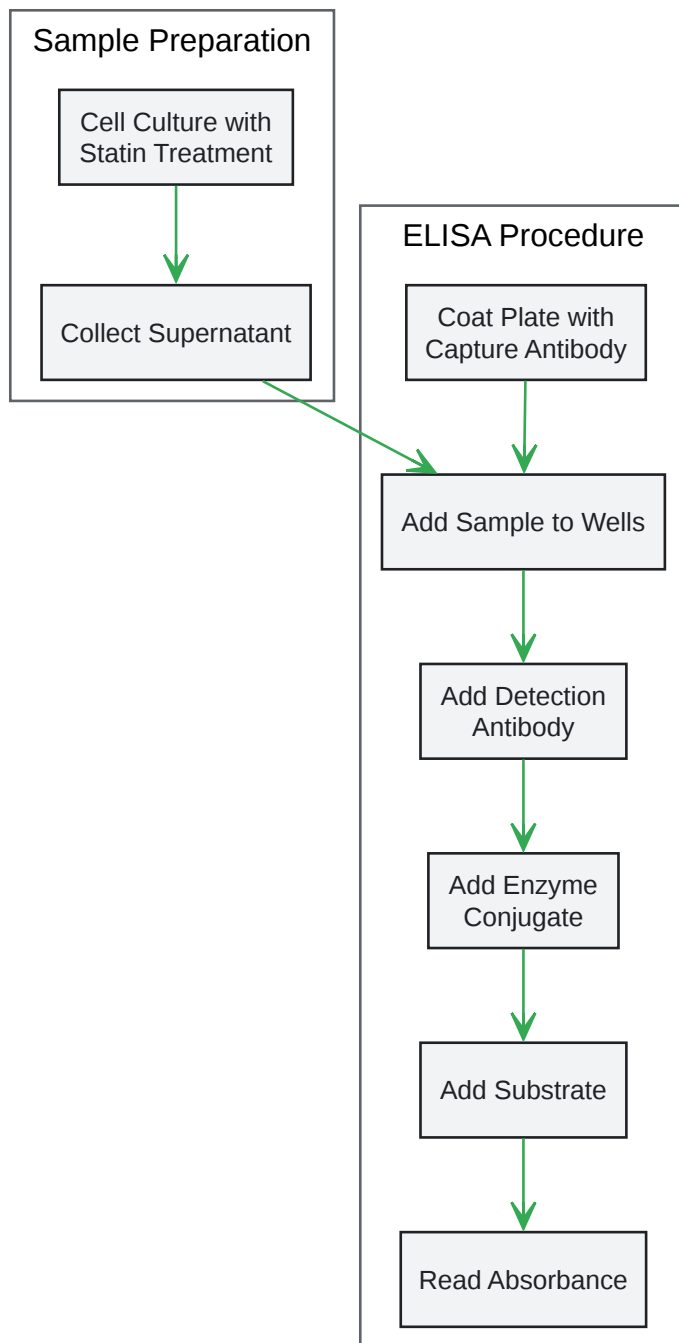 Sample Preparation
Cell Culture with
Statin Treatment
Collect Supernatant
ELISA Procedure
Coat Plate with
Capture Antibody
Add Sample to Wells
Add Detection
Antibody
Add Enzyme
Conjugate
Add Substrate
Read Absorbance